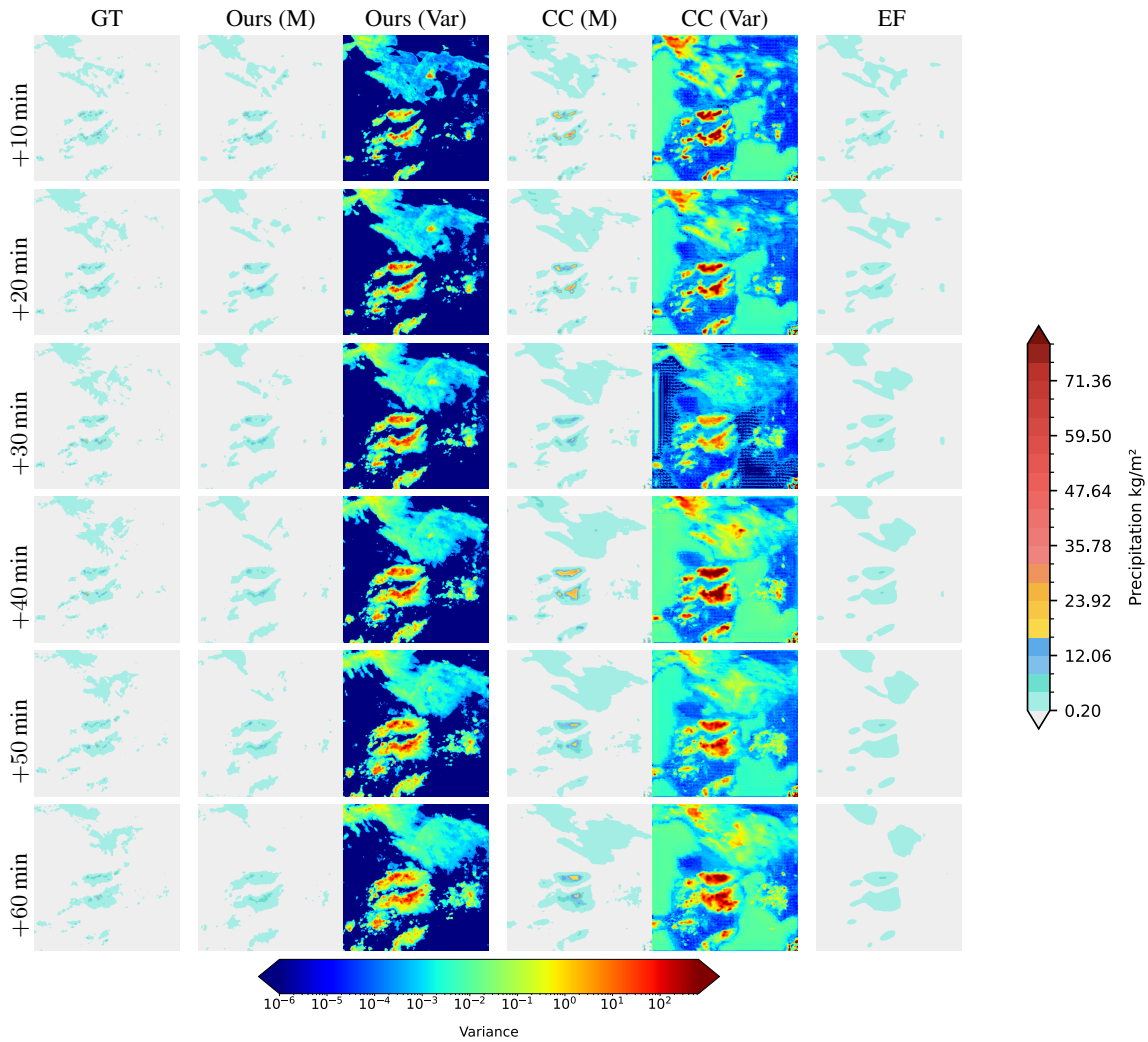 GT Ours (M) Ours (Var) CC (M) CC (Var) EF
+10 min
+20 min
+30 min
+40 min
+50 min
+60 min
71.36
59.50
47.64
35.78
23.92
12.06
0.20
Precipitation kg/m²
10⁻⁶ 10⁻⁵ 10⁻⁴ 10⁻³ 10⁻² 10⁻¹ 10⁰ 10¹ 10²
Variance